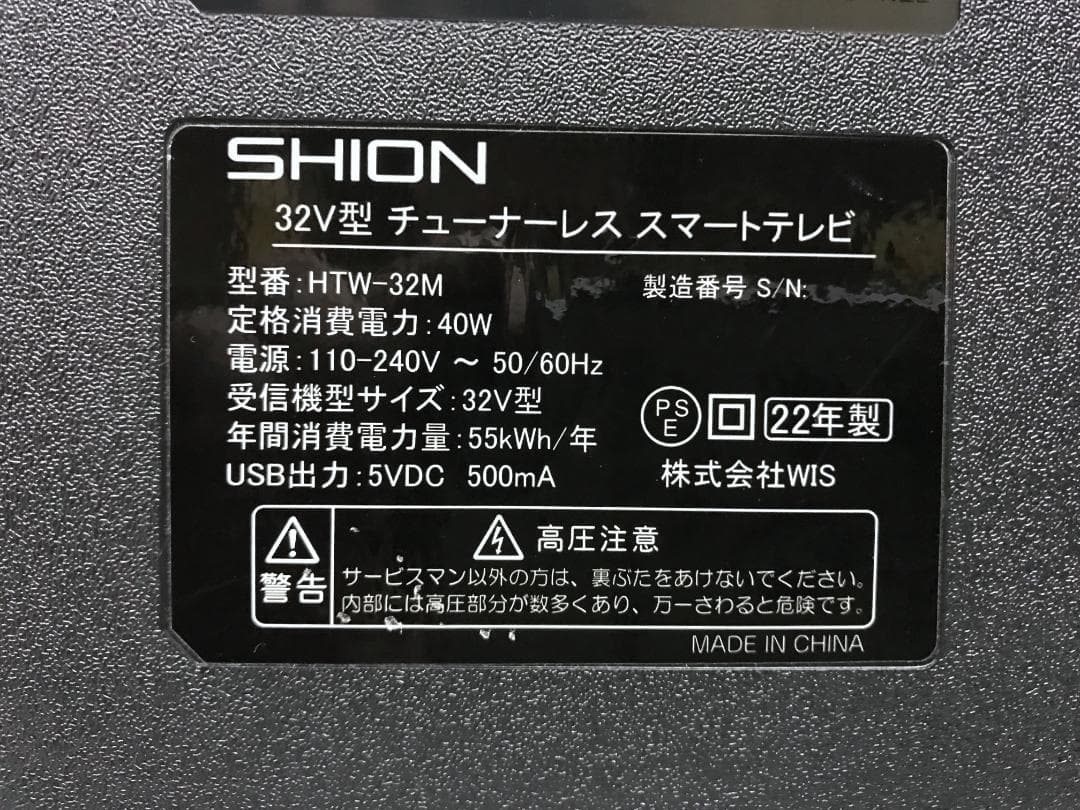 SHION
32V型 チューナーレス スマートテレビ
型番:HTW-32M
製造番号 S/N:
定格消費電力:40W
電源:110-240V ～ 50/60Hz
受信機型サイズ:32V型
年間消費電力量:55kWh/年
USB出力:5VDC 500mA
PSE
22年製
株式会社WIS
警告
高圧注意
サービスマン以外の方は、裏ぶたをあけないでください。
内部には高圧部分が数多くあり、万一さわると危険です。
MADE IN CHINA